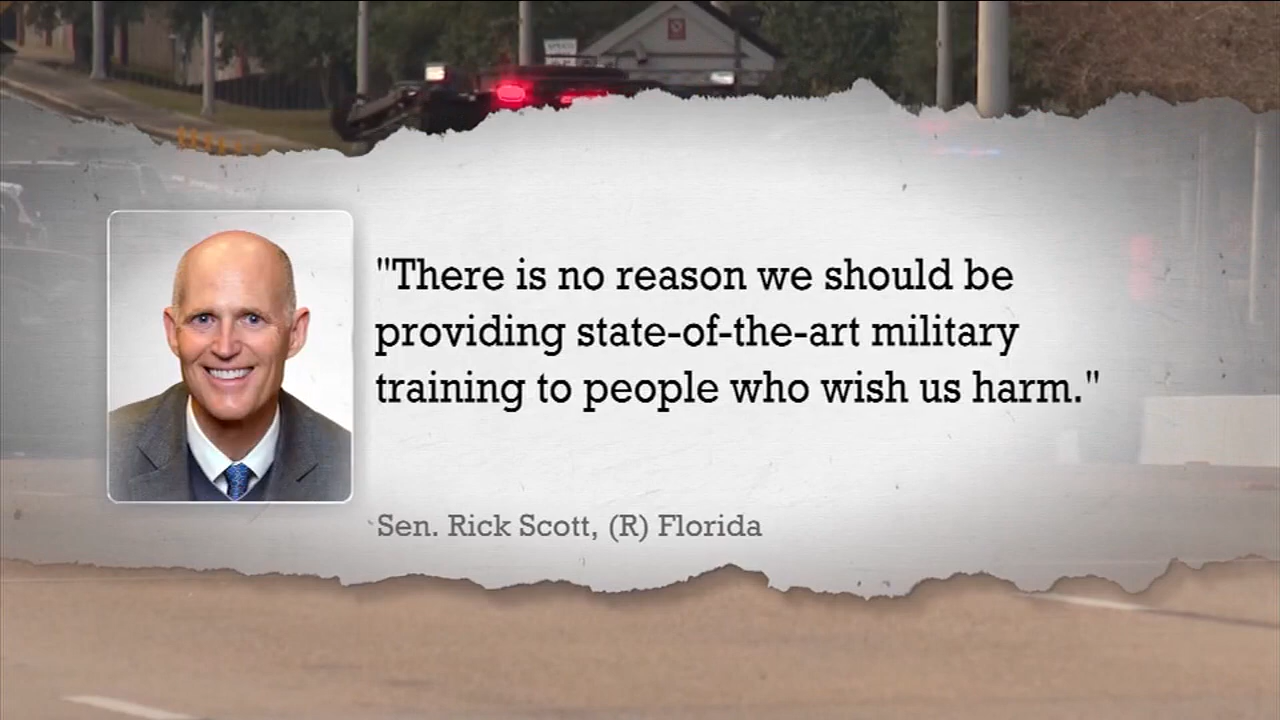 "There is no reason we should be
providing state-of-the-art military
training to people who wish us harm."
Sen. Rick Scott, (R) Florida